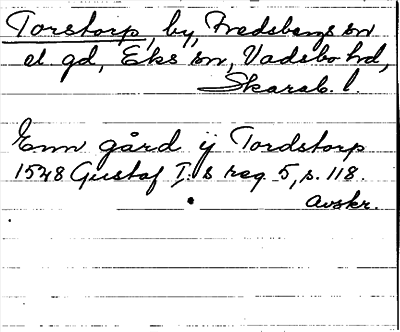 Torstorp, by, Fredsbergs sn
el. gd, Eks sn, Vadsbo hd,
Skarab. l.
Enn gård ij Tordstorp
1548 Gustaf I:s reg 5, s. 118.
Avskr.